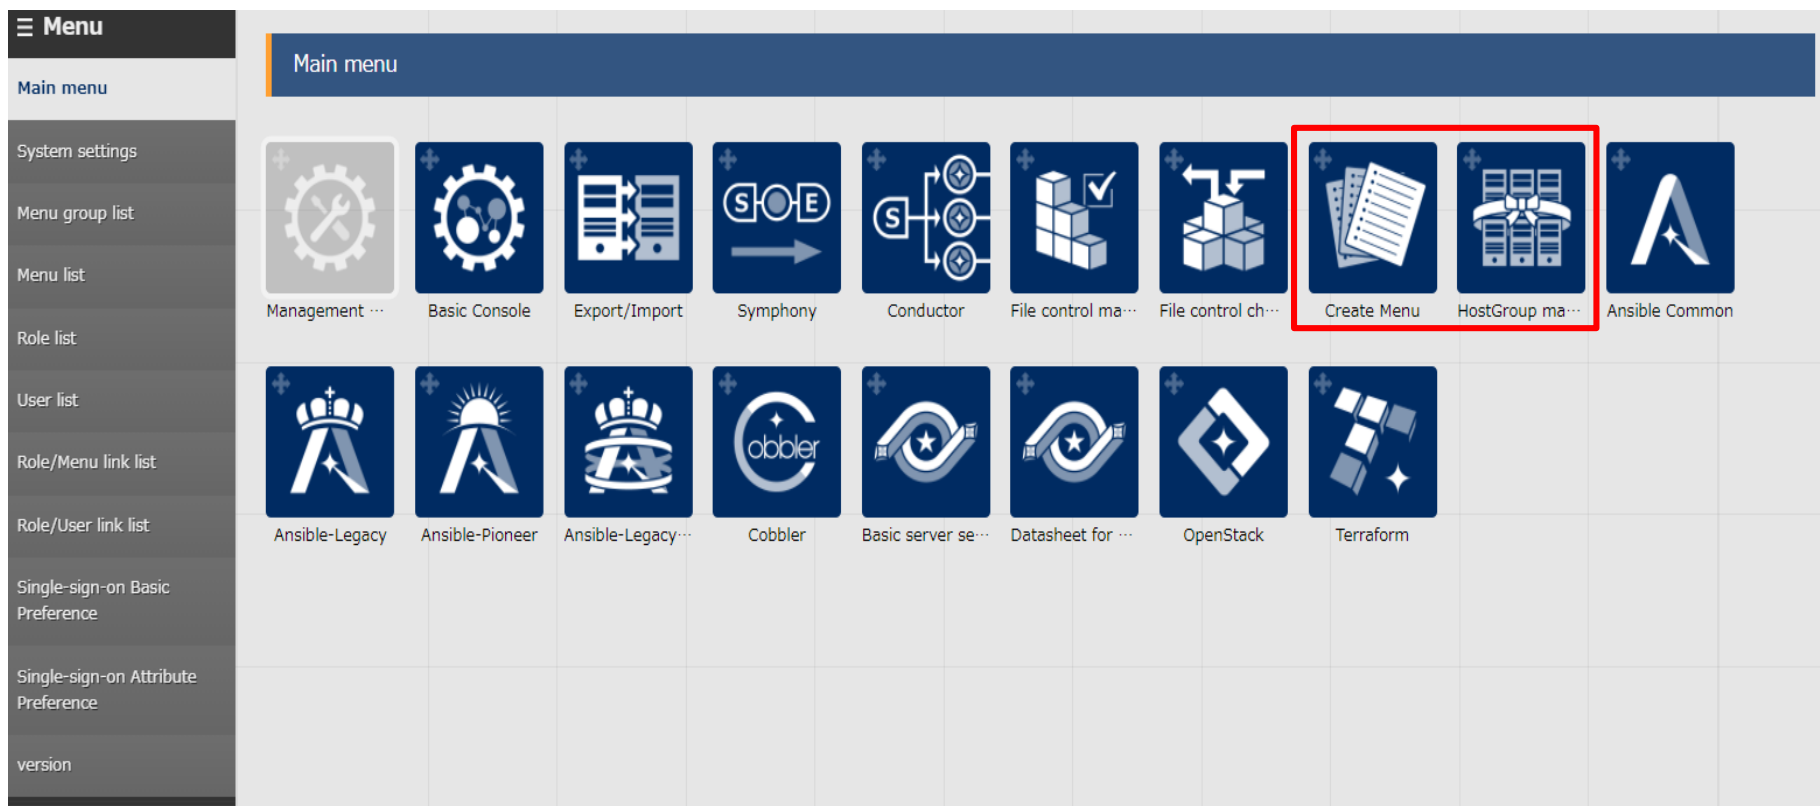 Menu
Main menu
System settings
Menu group list
Menu list
Role list
User list
Role/Menu link list
Role/User link list
Single-sign-on Basic
Preference
Single-sign-on Attribute
Preference
version
Main menu
S O E
S
Management ···
Basic Console
Export/Import
Symphony
Conductor
File control ma···
File control ch···
Create Menu
HostGroup ma···
Ansible Common
Cobbler
Ansible-Legacy
Ansible-Pioneer
Ansible-Legacy···
Cobbler
Basic server se···
Datasheet for ···
OpenStack
Terraform